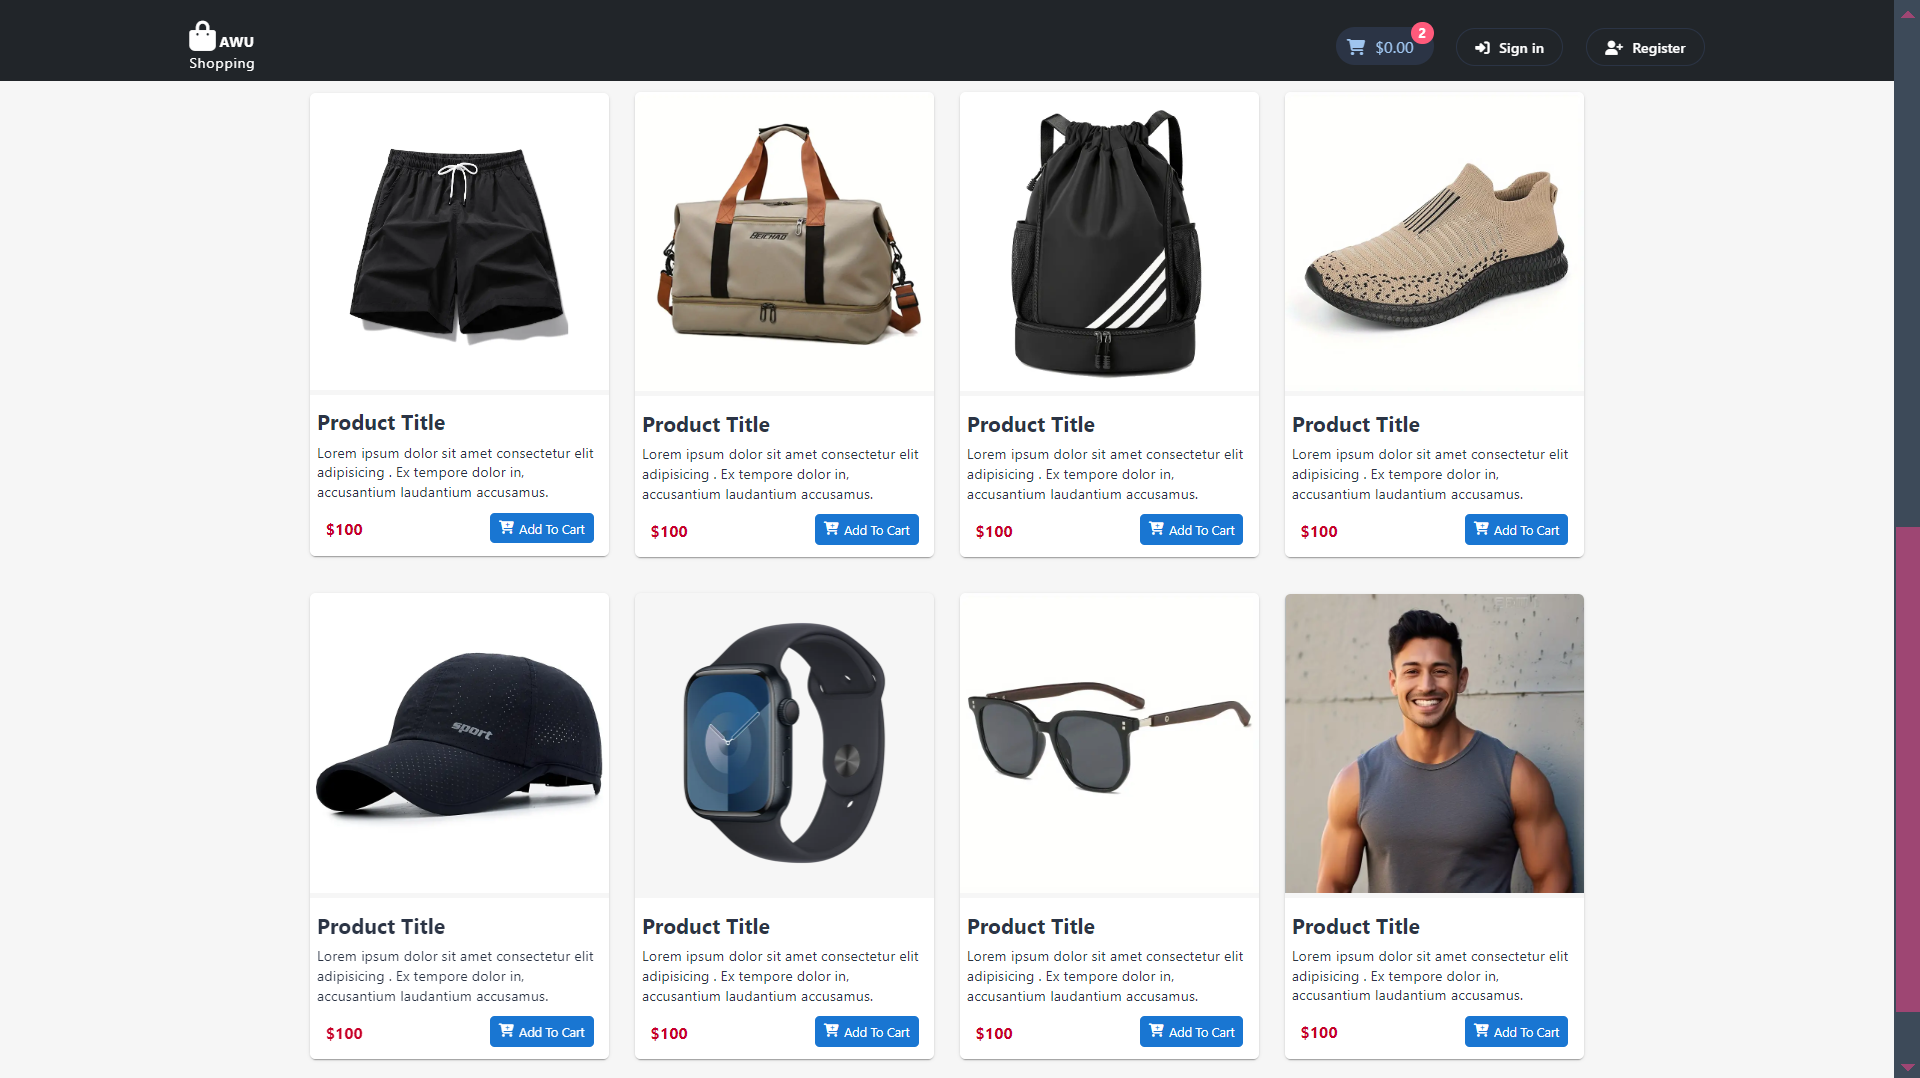 AWU
Shopping
$0.00
2
Sign in
Register
BEICHAO
Product Title
Lorem ipsum dolor sit amet consectetur elit
adipisicing . Ex tempore dolor in,
accusantium laudantium accusamus.
$100
Add To Cart
Product Title
Lorem ipsum dolor sit amet consectetur elit
adipisicing . Ex tempore dolor in,
accusantium laudantium accusamus.
$100
Add To Cart
Product Title
Lorem ipsum dolor sit amet consectetur elit
adipisicing . Ex tempore dolor in,
accusantium laudantium accusamus.
$100
Add To Cart
Product Title
Lorem ipsum dolor sit amet consectetur elit
adipisicing . Ex tempore dolor in,
accusantium laudantium accusamus.
$100
Add To Cart
sport
Product Title
Lorem ipsum dolor sit amet consectetur elit
adipisicing . Ex tempore dolor in,
accusantium laudantium accusamus.
$100
Add To Cart
Product Title
Lorem ipsum dolor sit amet consectetur elit
adipisicing . Ex tempore dolor in,
accusantium laudantium accusamus.
$100
Add To Cart
Product Title
Lorem ipsum dolor sit amet consectetur elit
adipisicing . Ex tempore dolor in,
accusantium laudantium accusamus.
$100
Add To Cart
Product Title
Lorem ipsum dolor sit amet consectetur elit
adipisicing . Ex tempore dolor in,
accusantium laudantium accusamus.
$100
Add To Cart